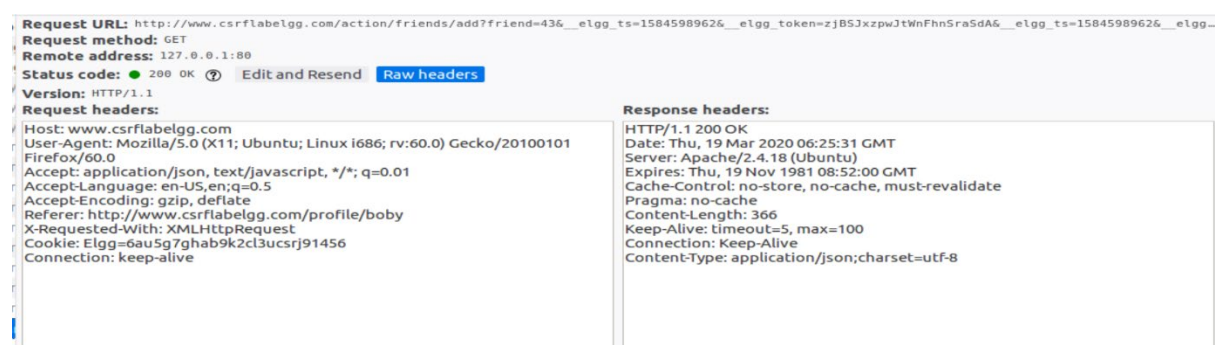 Request URL: http://www.csrflabelgg.com/action/friends/add?friend=43&__elgg_ts=1584598962&__elgg_token=zjBSJxzpwJtWnFhnSraSdA&__elgg_ts=1584598962&__elgg…
Request method: GET
Remote address: 127.0.0.1:80
Status code: 200 OK ? Edit and Resend Raw headers
Version: HTTP/1.1
Request headers:
Host: www.csrflabelgg.com
User-Agent: Mozilla/5.0 (X11; Ubuntu; Linux i686; rv:60.0) Gecko/20100101
Firefox/60.0
Accept: application/json, text/javascript, */*; q=0.01
Accept-Language: en-US,en;q=0.5
Accept-Encoding: gzip, deflate
Referer: http://www.csrflabelgg.com/profile/boby
X-Requested-With: XMLHttpRequest
Cookie: Elgg=6au5g7ghab9k2cl3ucsrj91456
Connection: keep-alive
Response headers:
HTTP/1.1 200 OK
Date: Thu, 19 Mar 2020 06:25:31 GMT
Server: Apache/2.4.18 (Ubuntu)
Expires: Thu, 19 Nov 1981 08:52:00 GMT
Cache-Control: no-store, no-cache, must-revalidate
Pragma: no-cache
Content-Length: 366
Keep-Alive: timeout=5, max=100
Connection: Keep-Alive
Content-Type: application/json;charset=utf-8